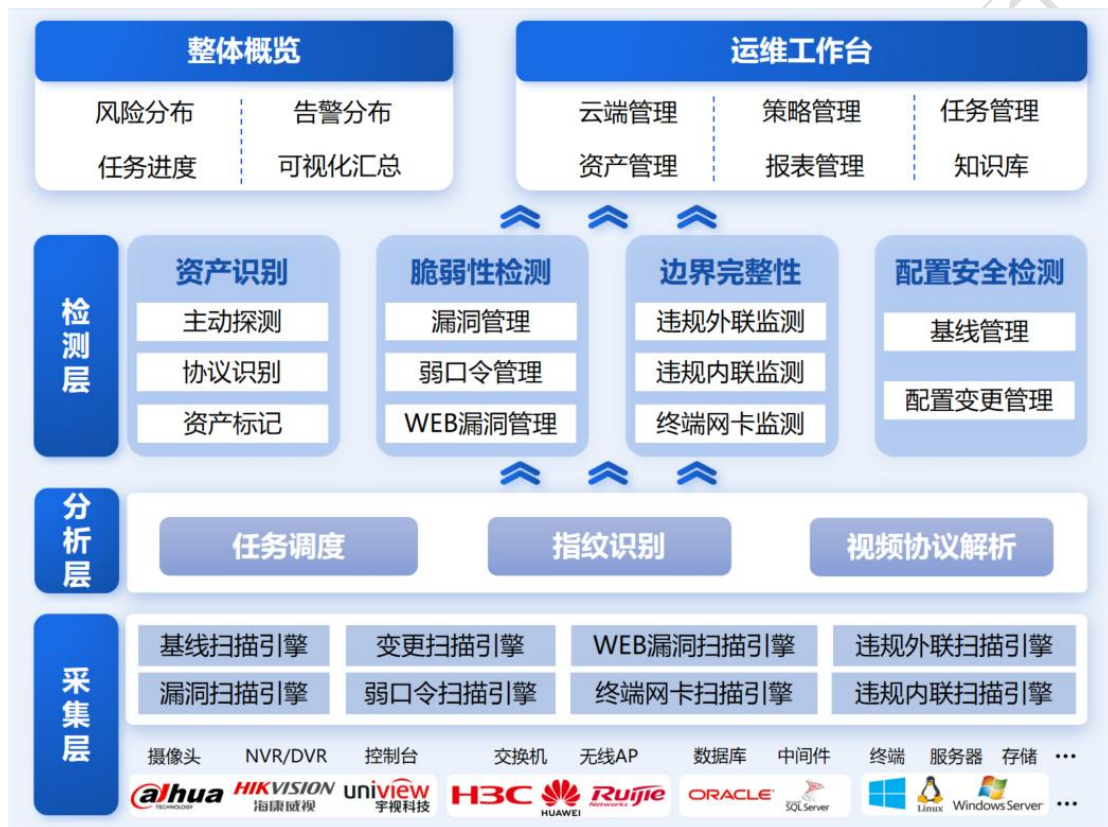 整体概览
运维工作台
风险分布 告警分布
任务进度 可视化汇总
云端管理 策略管理 任务管理
资产管理 报表管理 知识库
检测层
资产识别
主动探测
协议识别
资产标记
脆弱性检测
漏洞管理
弱口令管理
WEB漏洞管理
边界完整性
违规外联监测
违规内联监测
终端网卡监测
配置安全检测
基线管理
配置变更管理
分析层
任务调度 指纹识别 视频协议解析
采集层
基线扫描引擎 变更扫描引擎 WEB漏洞扫描引擎 违规外联扫描引擎
漏洞扫描引擎 弱口令扫描引擎 终端网卡扫描引擎 违规内联扫描引擎
摄像头 NVR/DVR 控制台 交换机 无线AP 数据库 中间件 终端 服务器 存储 ...
alhua
TECHNOLOGY
HIKVISION
海康威视
uniview
宇视科技
H3C
HUAWEI
Ruijie
Networks
ORACLE
SQL Server
Linux
Windows Server
...